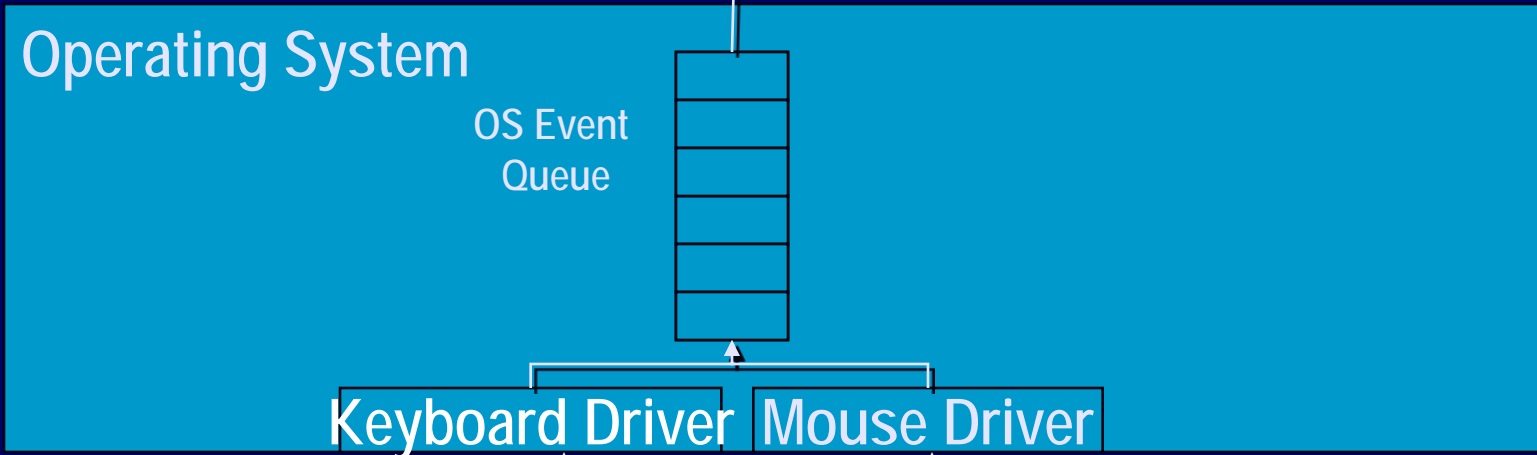 Operating System
OS Event
Queue
Keyboard Driver
Mouse Driver